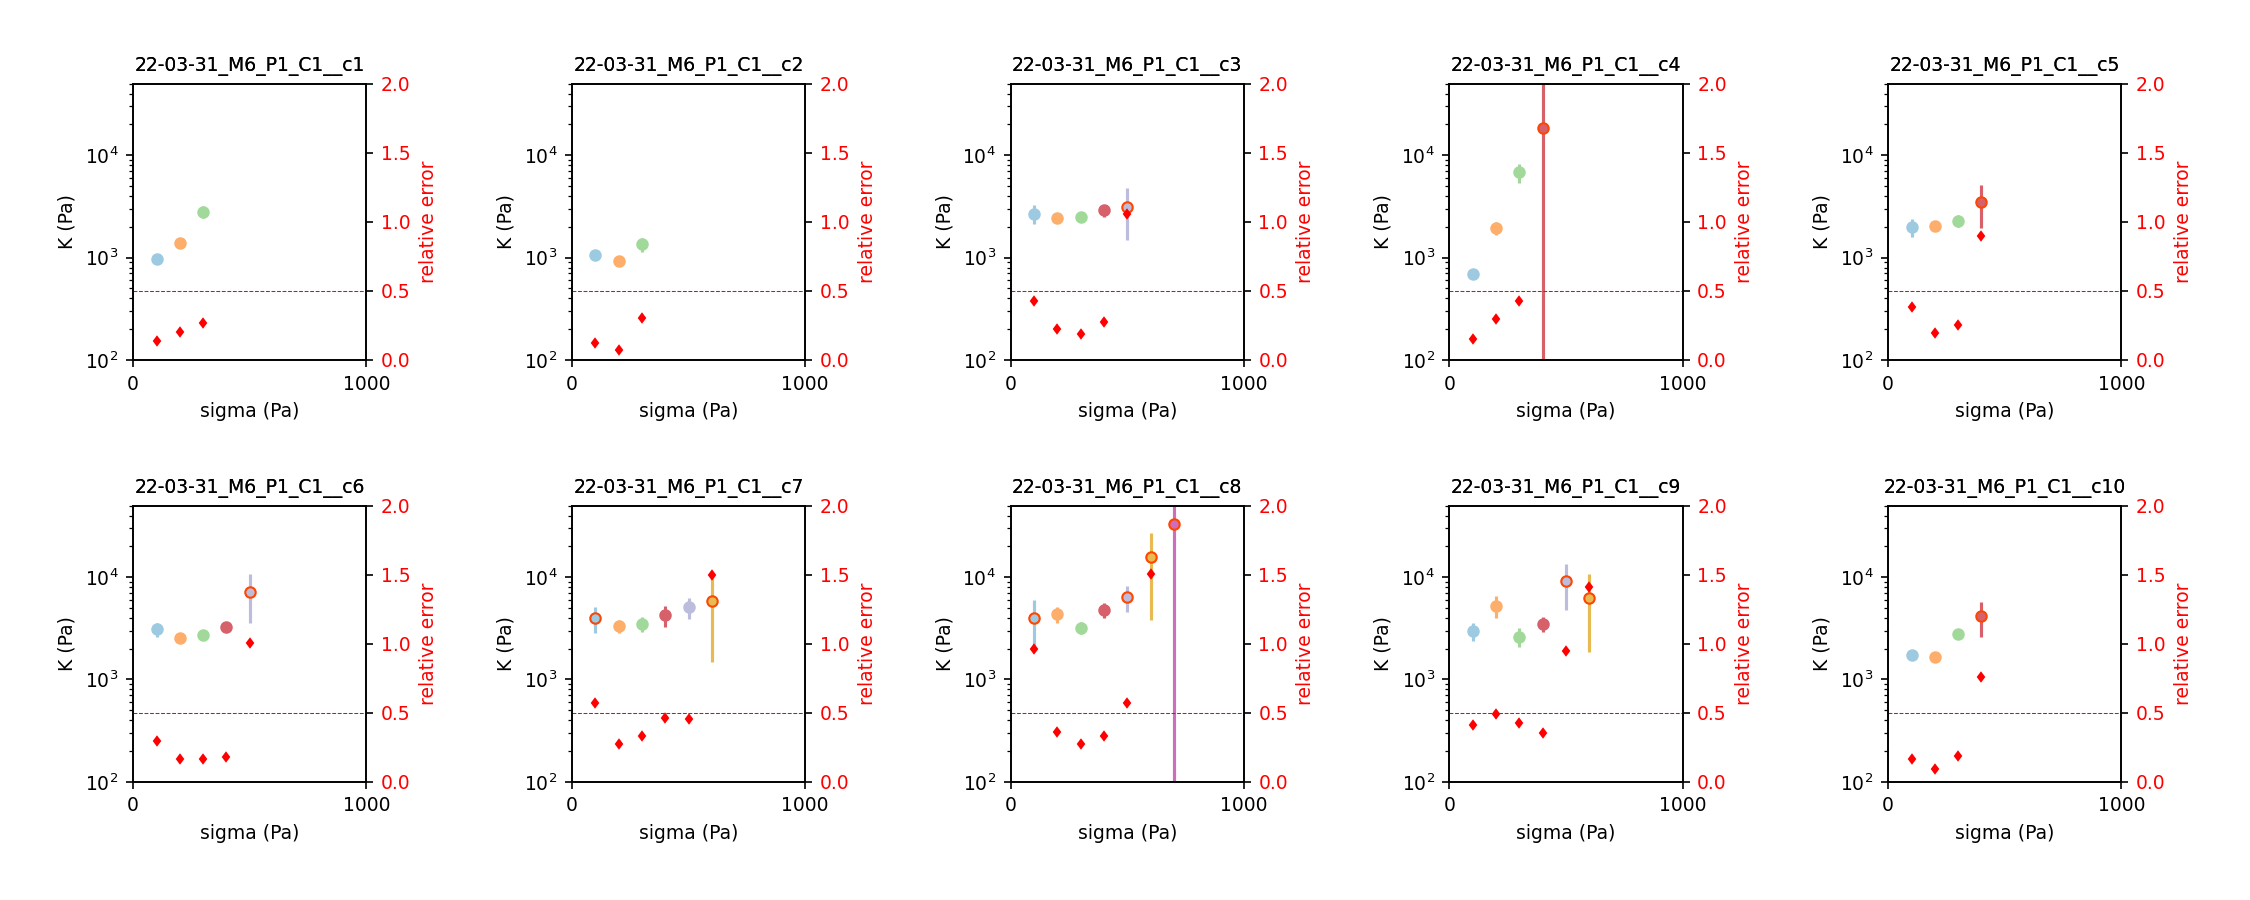 22-03-31_M6_P1_C1__c1
22-03-31_M6_P1_C1__c2
22-03-31_M6_P1_C1__c3
22-03-31_M6_P1_C1__c4
22-03-31_M6_P1_C1__c5
K (Pa)
10^4
10^3
10^2
2.0
1.5
1.0
0.5
0.0
relative error
0
1000
sigma (Pa)
K (Pa)
10^4
10^3
10^2
2.0
1.5
1.0
0.5
0.0
relative error
0
1000
sigma (Pa)
K (Pa)
10^4
10^3
10^2
2.0
1.5
1.0
0.5
0.0
relative error
0
1000
sigma (Pa)
K (Pa)
10^4
10^3
10^2
2.0
1.5
1.0
0.5
0.0
relative error
0
1000
sigma (Pa)
K (Pa)
10^4
10^3
10^2
2.0
1.5
1.0
0.5
0.0
relative error
0
1000
sigma (Pa)
22-03-31_M6_P1_C1__c6
22-03-31_M6_P1_C1__c7
22-03-31_M6_P1_C1__c8
22-03-31_M6_P1_C1__c9
22-03-31_M6_P1_C1__c10
K (Pa)
10^4
10^3
10^2
2.0
1.5
1.0
0.5
0.0
relative error
0
1000
sigma (Pa)
K (Pa)
10^4
10^3
10^2
2.0
1.5
1.0
0.5
0.0
relative error
0
1000
sigma (Pa)
K (Pa)
10^4
10^3
10^2
2.0
1.5
1.0
0.5
0.0
relative error
0
1000
sigma (Pa)
K (Pa)
10^4
10^3
10^2
2.0
1.5
1.0
0.5
0.0
relative error
0
1000
sigma (Pa)
K (Pa)
10^4
10^3
10^2
2.0
1.5
1.0
0.5
0.0
relative error
0
1000
sigma (Pa)